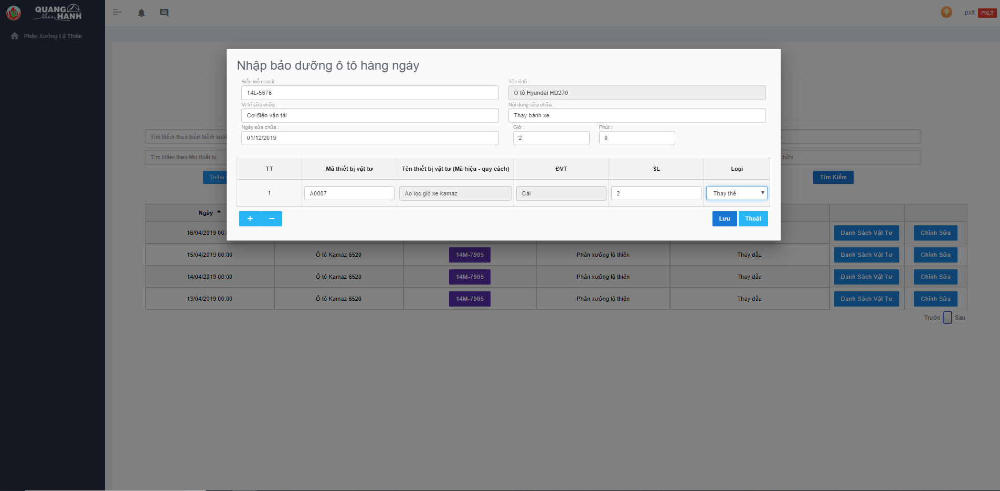 QUANG
than HANH
pxlt PXLT
Phân Xưởng Lộ Thiên
Nhập bảo dưỡng ô tô hàng ngày
Biển kiểm soát :
Tên ô tô :
14L-5676
Ô tô Hyundai HD270
Vị trí sửa chữa :
Nội dung sửa chữa :
Cơ điện vận tải
Thay bánh xe
Ngày sửa chữa :
Giờ :
Phút :
01/12/2019
2
0
Tìm kiếm theo biển kiểm soát
Tìm kiếm theo tên thiết bị
chữa
Thêm
Tìm Kiếm
TT Mã thiết bị vật tư Tên thiết bị vật tư (Mã hiệu - quy cách) ĐVT SL Loại
1 A0007 Áo lọc gió xe kamaz Cái 2 Thay thế
+ −
Lưu Thoát
Ngày
16/04/2019 00: Danh Sách Vật Tư Chỉnh Sửa
15/04/2019 00:00 Ô tô Kamaz 6520 14M-7905 Phân xưởng lộ thiên Thay dầu Danh Sách Vật Tư Chỉnh Sửa
14/04/2019 00:00 Ô tô Kamaz 6520 14M-7905 Phân xưởng lộ thiên Thay dầu Danh Sách Vật Tư Chỉnh Sửa
13/04/2019 00:00 Ô tô Kamaz 6520 14M-7905 Phân xưởng lộ thiên Thay dầu Danh Sách Vật Tư Chỉnh Sửa
Trước Sau